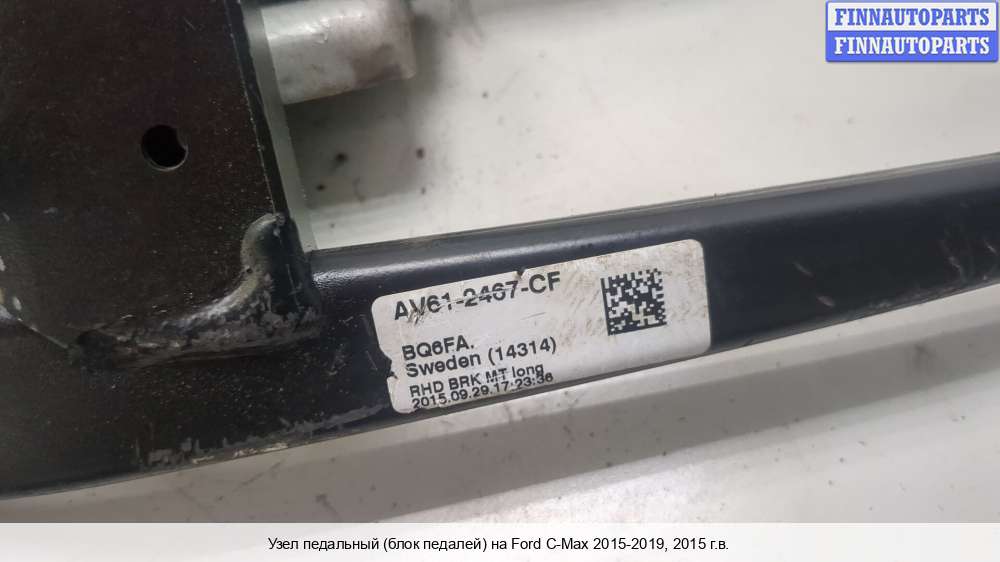 FINNAUTOPARTS
FINNAUTOPARTS
AV61-2467-CF
BQ6FA.
Sweden (14314)
RHD BRK MT long
2015.09.29.17:23:36
Узел педальный (блок педалей) на Ford C-Max 2015-2019, 2015 г.в.